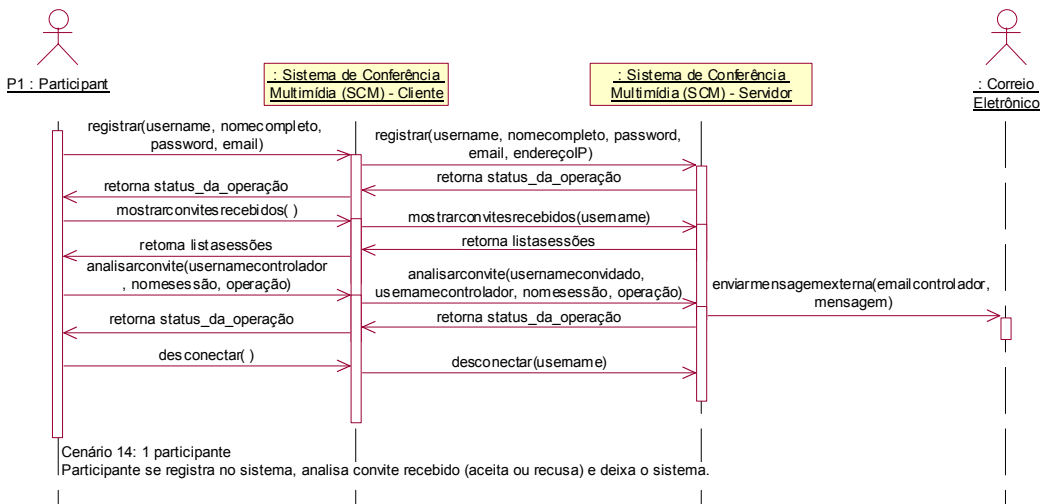 P1 : Participant
: Sistema de Conferência
Multimídia (SCM) - Cliente
: Sistema de Conferência
Multimídia (SCM) - Servidor
: Correio
Eletrônico
registrar(username, nomecompleto,
password, email)
registrar(username, nomecompleto, password,
email, endereçoIP)
retorna status_da_operação
retorna status_da_operação
mostrarconvitesrecebidos( )
mostrarconvitesrecebidos(username)
retorna listasessões
retorna listasessões
analisarconvite(usernamecontrolador
, nomesessão, operação)
analisarconvite(usernameconvidado,
usernamecontrolador, nomesessão, operação)
enviarmensagemexterna(emailcontrolador,
mensagem)
retorna status_da_operação
retorna status_da_operação
desconectar( )
desconectar(username)
Cenário 14: 1 participante
Participante se registra no sistema, analisa convite recebido (aceita ou recusa) e deixa o sistema.